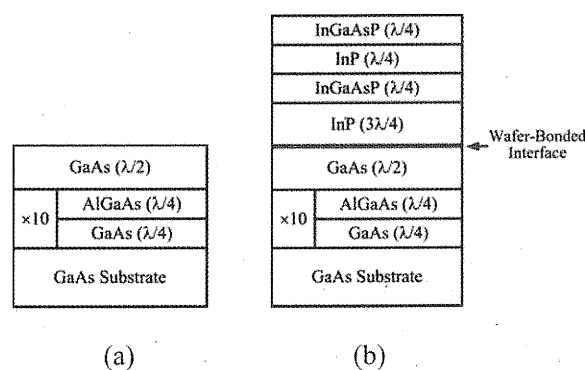 InGaAsP (λ/4)
InP (λ/4)
InGaAsP (λ/4)
InP (3λ/4)
Wafer-Bonded
Interface
GaAs (λ/2)
×10
AlGaAs (λ/4)
GaAs (λ/4)
GaAs Substrate
GaAs (λ/2)
×10
AlGaAs (λ/4)
GaAs (λ/4)
GaAs Substrate
(a)
(b)